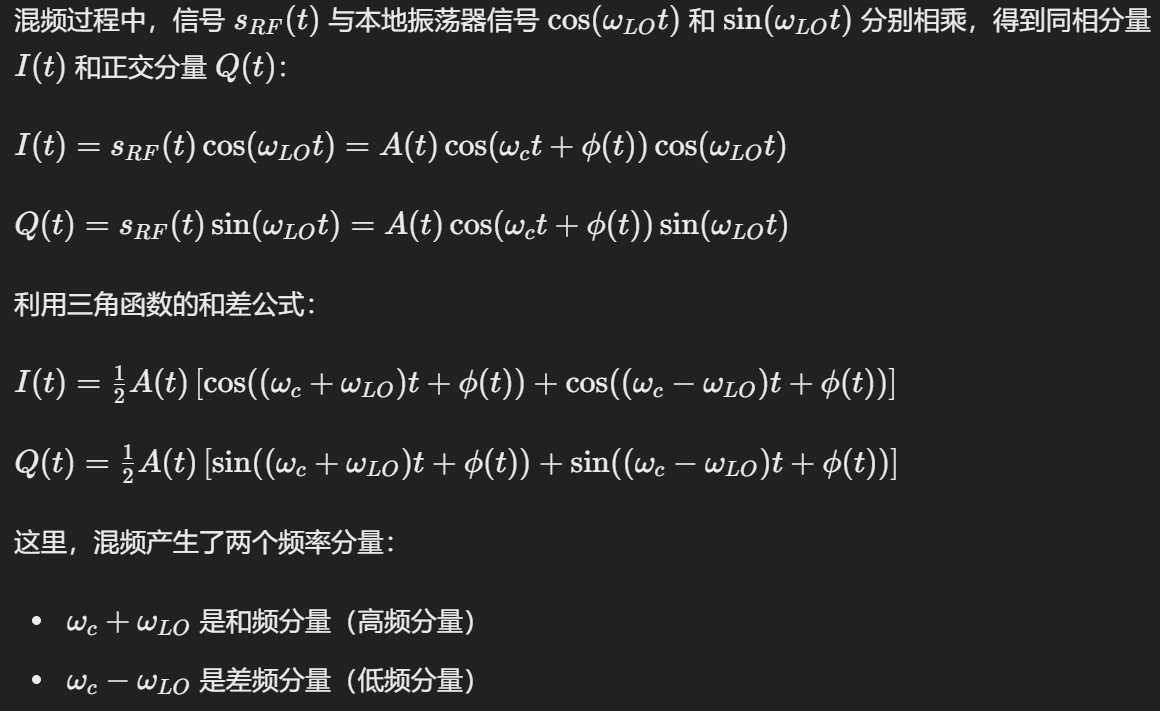 混频过程中，信号 $s_{RF}(t)$ 与本地振荡器信号 $\cos(\omega_{LO}t)$ 和 $\sin(\omega_{LO}t)$ 分别相乘，得到同相分量
$I(t)$ 和正交分量 $Q(t)$：
$I(t) = s_{RF}(t)\cos(\omega_{LO}t) = A(t)\cos(\omega_c t + \phi(t))\cos(\omega_{LO}t)$
$Q(t) = s_{RF}(t)\sin(\omega_{LO}t) = A(t)\cos(\omega_c t + \phi(t))\sin(\omega_{LO}t)$
利用三角函数的和差公式：
$I(t) = \frac{1}{2}A(t)\left[\cos((\omega_c + \omega_{LO})t + \phi(t)) + \cos((\omega_c - \omega_{LO})t + \phi(t))\right]$
$Q(t) = \frac{1}{2}A(t)\left[\sin((\omega_c + \omega_{LO})t + \phi(t)) + \sin((\omega_c - \omega_{LO})t + \phi(t))\right]$
这里，混频产生了两个频率分量：
• $\omega_c + \omega_{LO}$ 是和频分量（高频分量）
• $\omega_c - \omega_{LO}$ 是差频分量（低频分量）